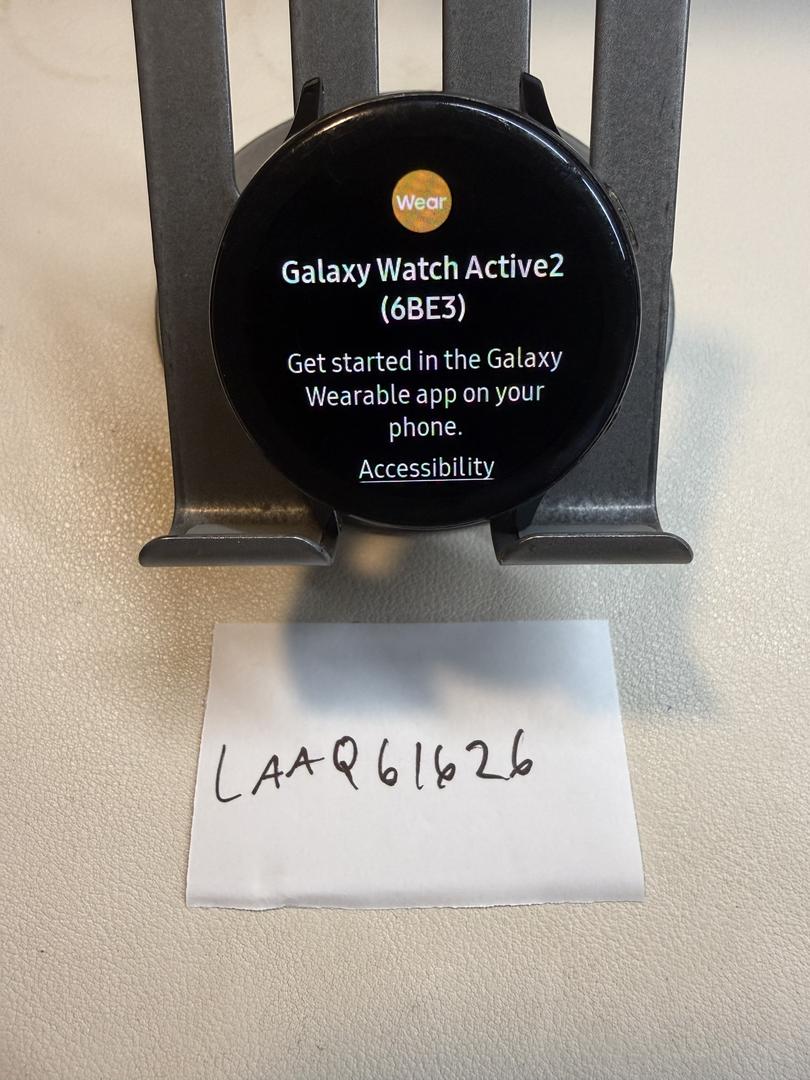 Wear
Galaxy Watch Active2
(6BE3)
Get started in the Galaxy
Wearable app on your
phone.
Accessibility
LAAQ61626